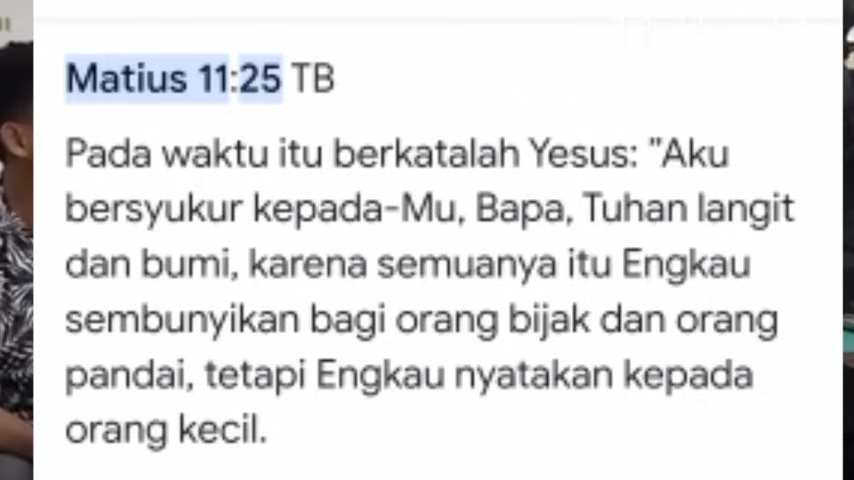 Matius 11:25 TB
Pada waktu itu berkatalah Yesus: "Aku
bersyukur kepada-Mu, Bapa, Tuhan langit
dan bumi, karena semuanya itu Engkau
sembunyikan bagi orang bijak dan orang
pandai, tetapi Engkau nyatakan kepada
orang kecil.